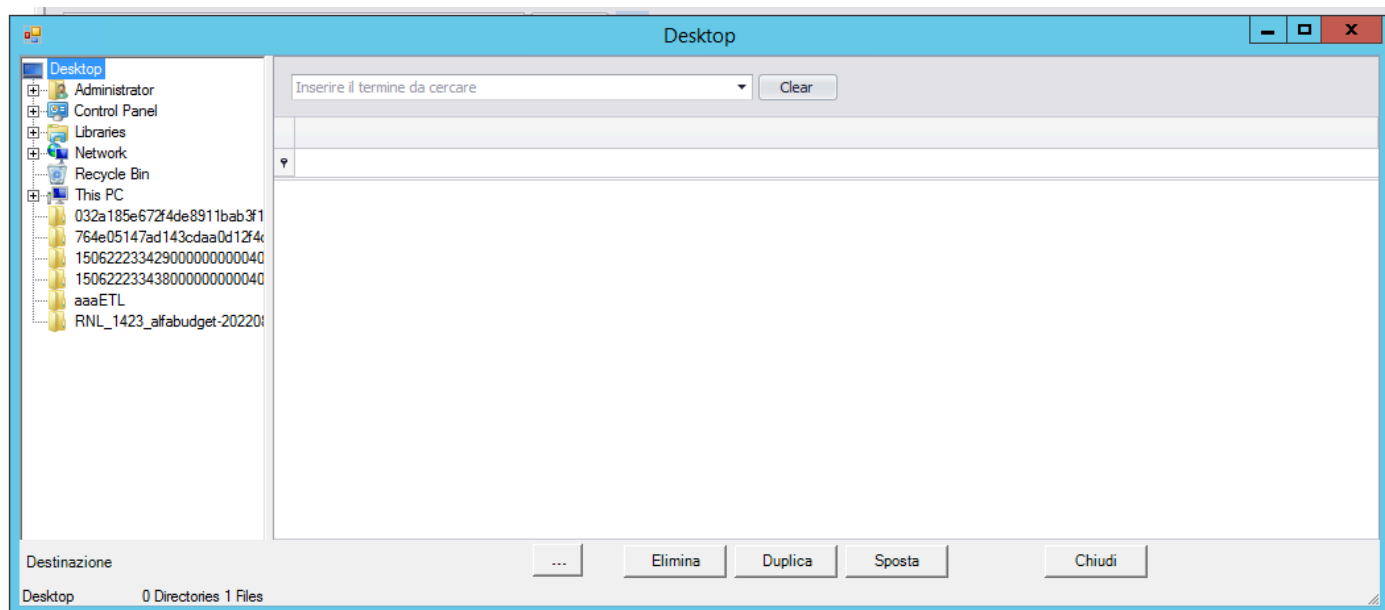 Desktop
Desktop
Administrator
Control Panel
Libraries
Network
Recycle Bin
This PC
032a185e672f4de8911bab3f1
764e05147ad143cdaa0d12f4
150622233429000000000040
150622233438000000000040
aaaETL
RNL_1423_alfabudget-20220
Inserire il termine da cercare
Clear
Destinazione
...
Elimina
Duplica
Sposta
Chiudi
Desktop 0 Directories 1 Files